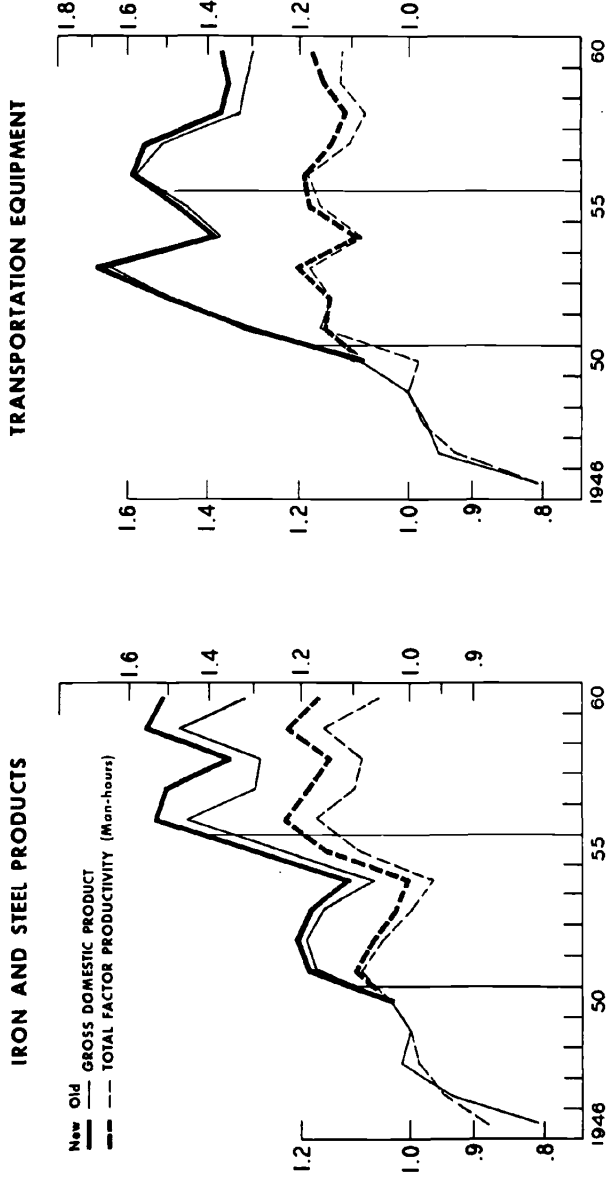 IRON AND STEEL PRODUCTS
New Old
GROSS DOMESTIC PRODUCT
TOTAL FACTOR PRODUCTIVITY (Man-hours)
1.2
1.0
.8
1.6
1.4
1.2
1.0
.9
1946 50 55 60
TRANSPORTATION EQUIPMENT
1.6
1.4
1.2
1.0
.9
.8
1.8
1.6
1.4
1.2
1.0
1946 50 55 60